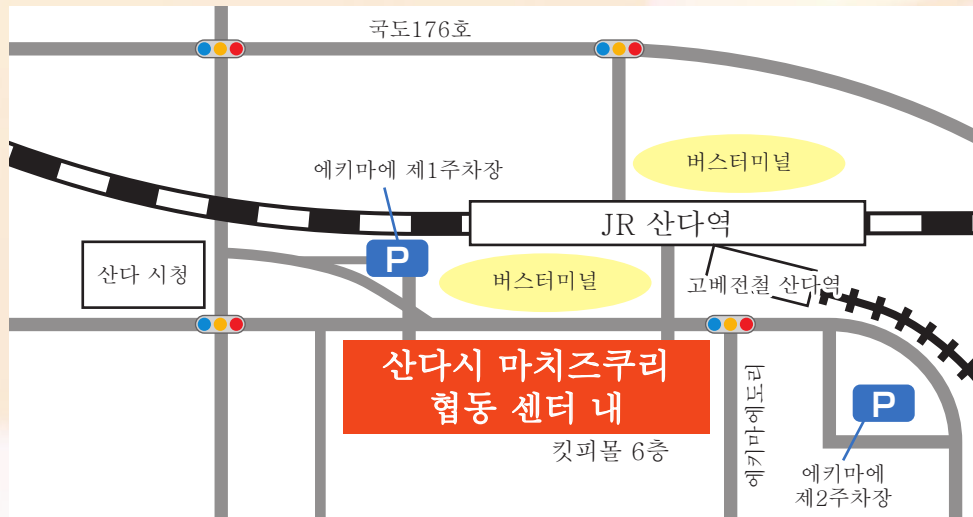 국도176호
버스터미널
에키마에 제1주차장
JR 산다역
산다 시청
P
버스터미널
고베전철 산다역
산다시 마치즈쿠리
협동 센터 내
킷피몰 6층
에키마에도리
P
에키마에
제2주차장